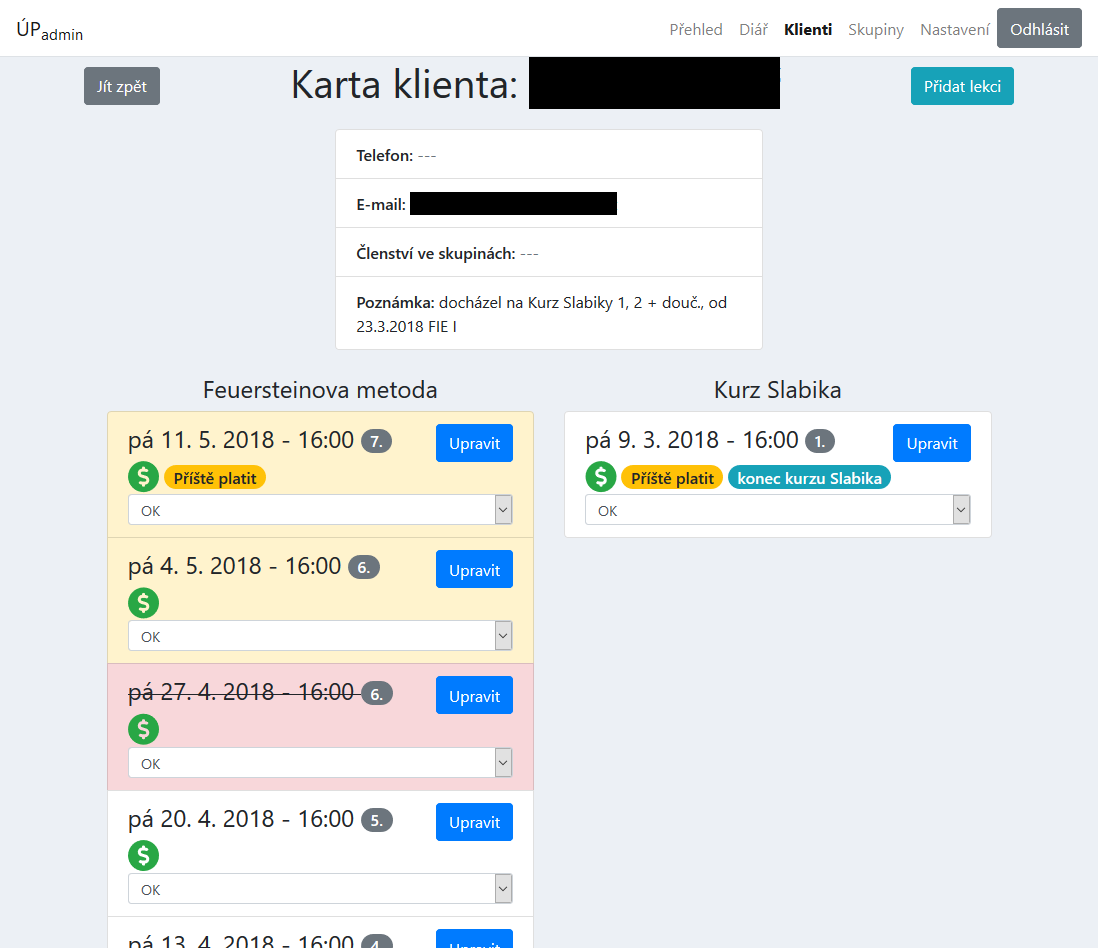 ÚPadmin
Přehled Diář Klienti Skupiny Nastavení Odhlásit
Jít zpět
Karta klienta:
Přidat lekci
Telefon: ---
E-mail:
Členství ve skupinách: ---
Poznámka: docházel na Kurz Slabiky 1, 2 + douč., od
23.3.2018 FIE I
Feuersteinova metoda
pá 11. 5. 2018 - 16:00 7. Upravit
$ Příště platit
OK
pá 4. 5. 2018 - 16:00 6. Upravit
$
OK
pá 27. 4. 2018 - 16:00 6. Upravit
$
OK
pá 20. 4. 2018 - 16:00 5. Upravit
$
OK
pá 13. 4. 2018 - 16:00 4. Upravit
Kurz Slabika
pá 9. 3. 2018 - 16:00 1. Upravit
$ Příště platit konec kurzu Slabika
OK